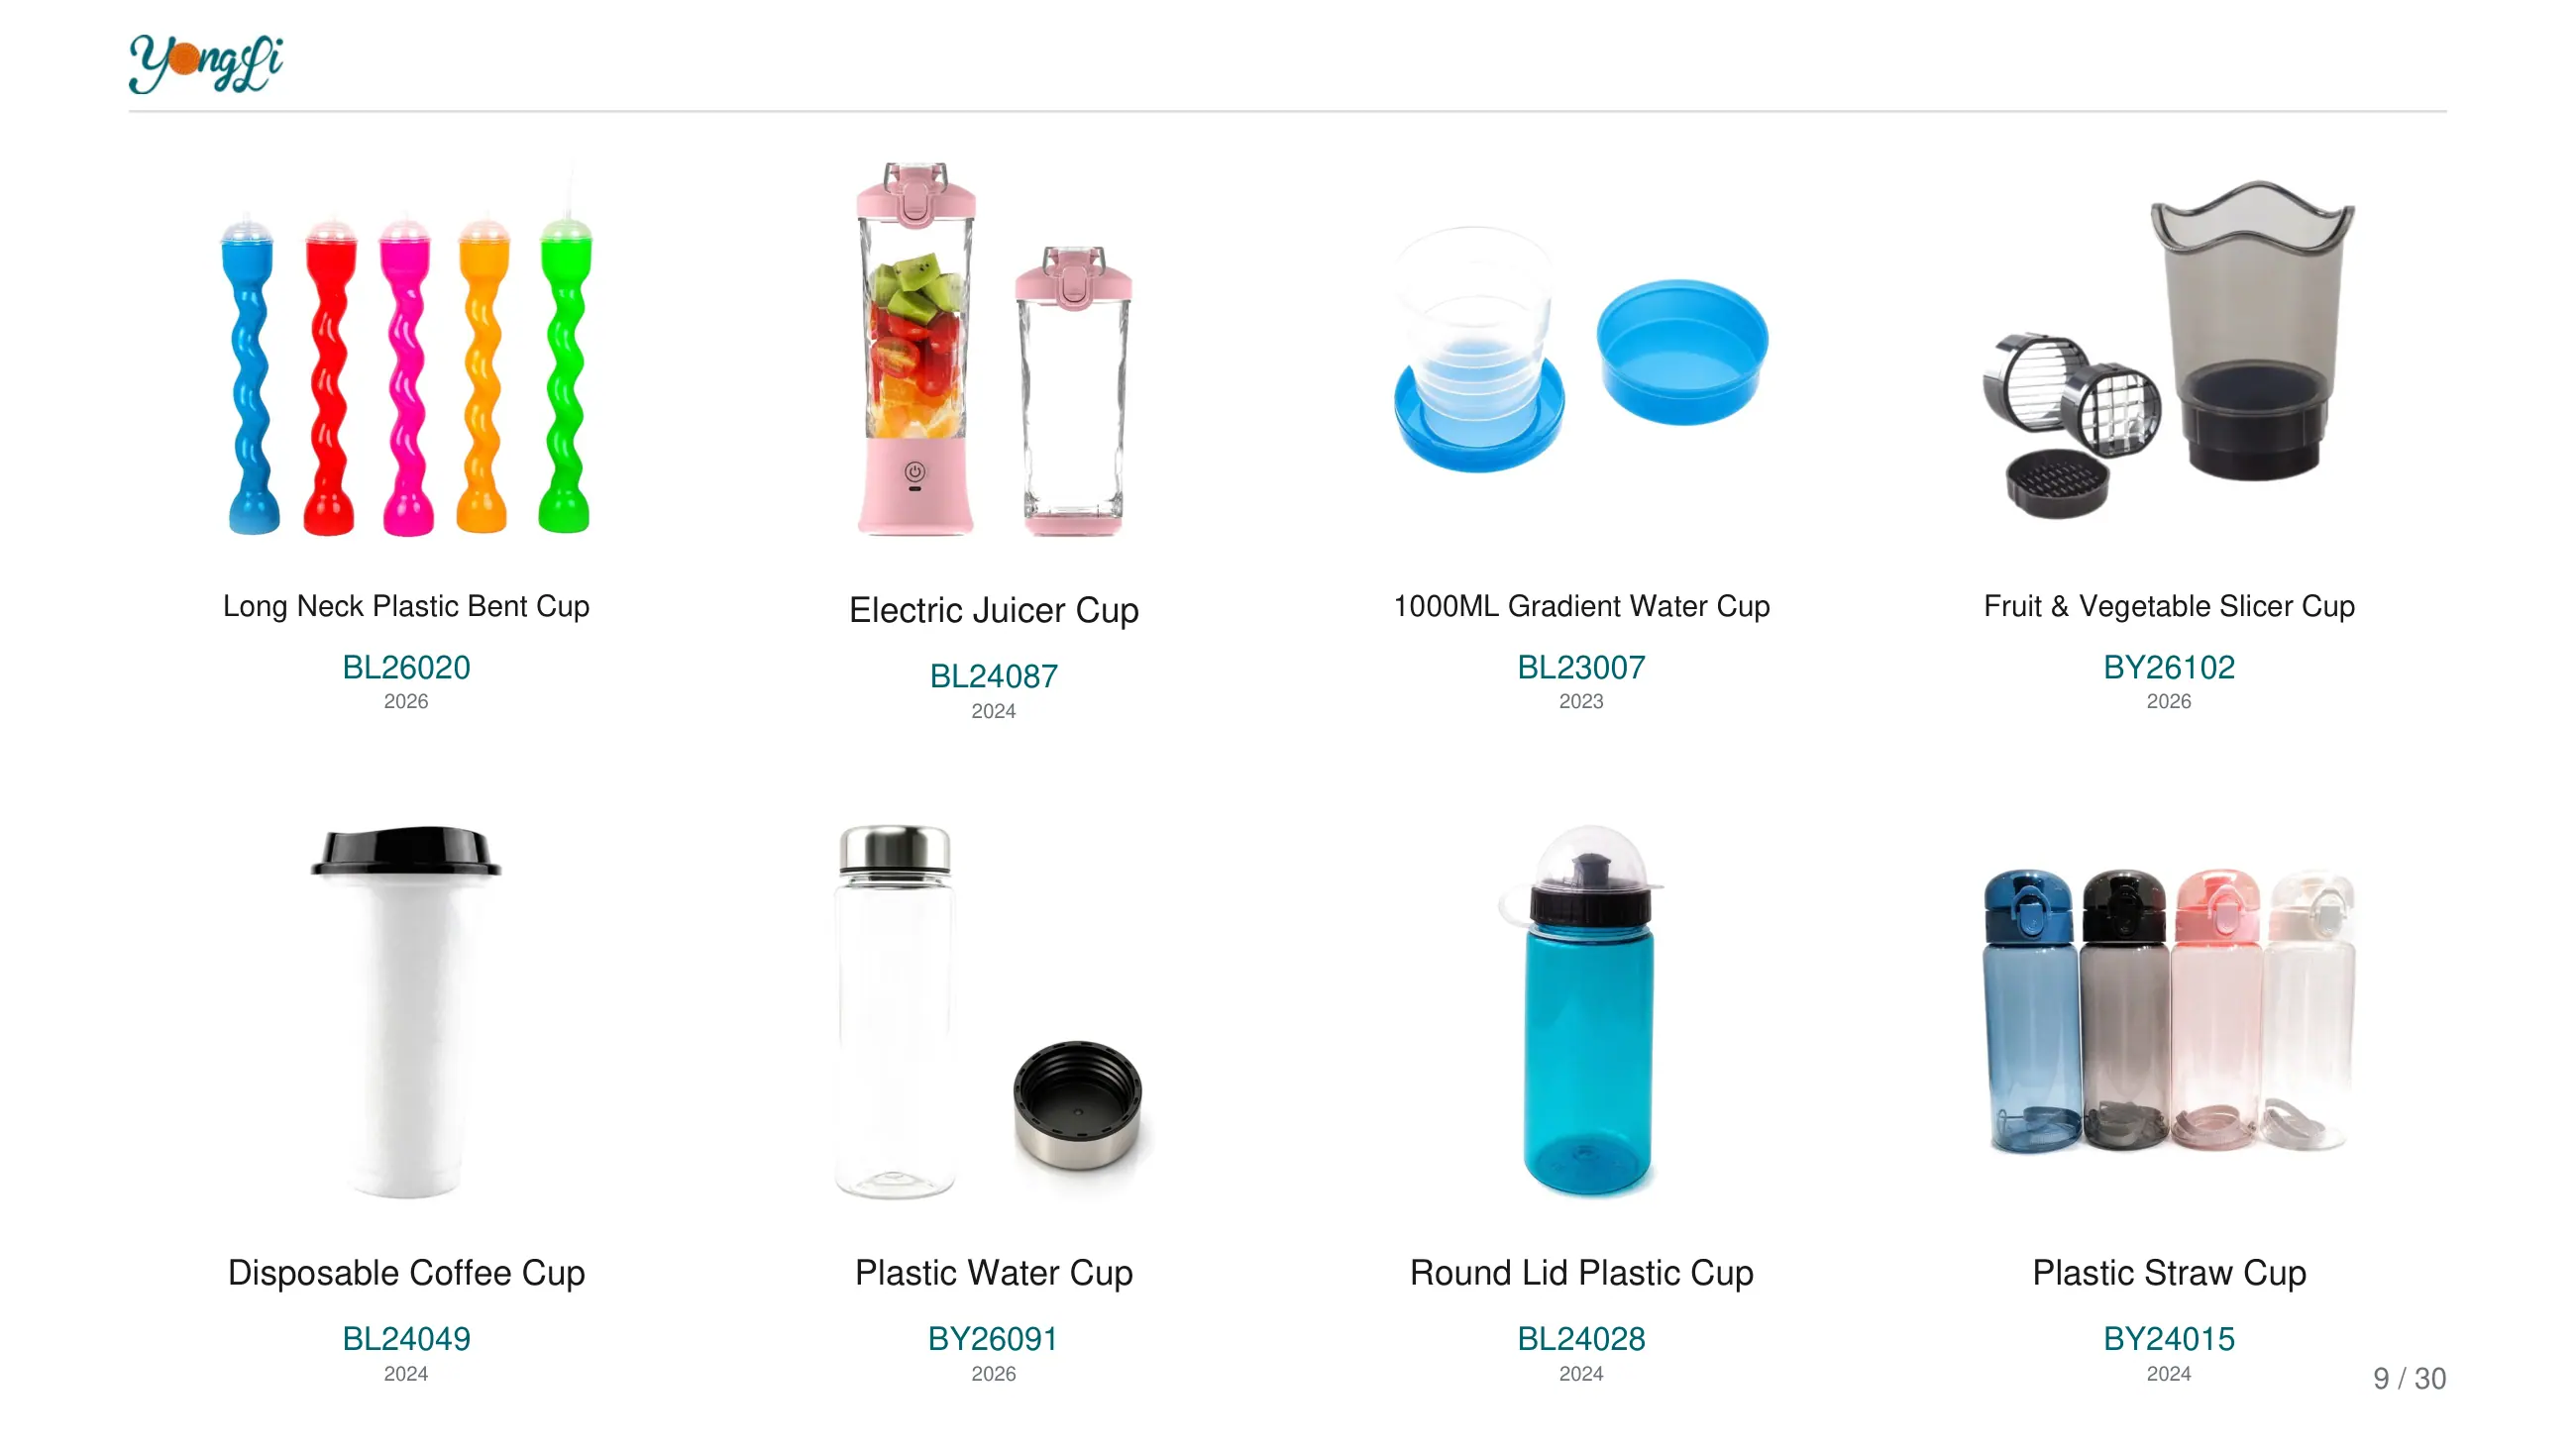 YongLi
Long Neck Plastic Bent Cup
BL26020
2026
Electric Juicer Cup
BL24087
2024
1000ML Gradient Water Cup
BL23007
2023
Fruit & Vegetable Slicer Cup
BY26102
2026
Disposable Coffee Cup
BL24049
2024
Plastic Water Cup
BY26091
2026
Round Lid Plastic Cup
BL24028
2024
Plastic Straw Cup
BY24015
2024
9 / 30